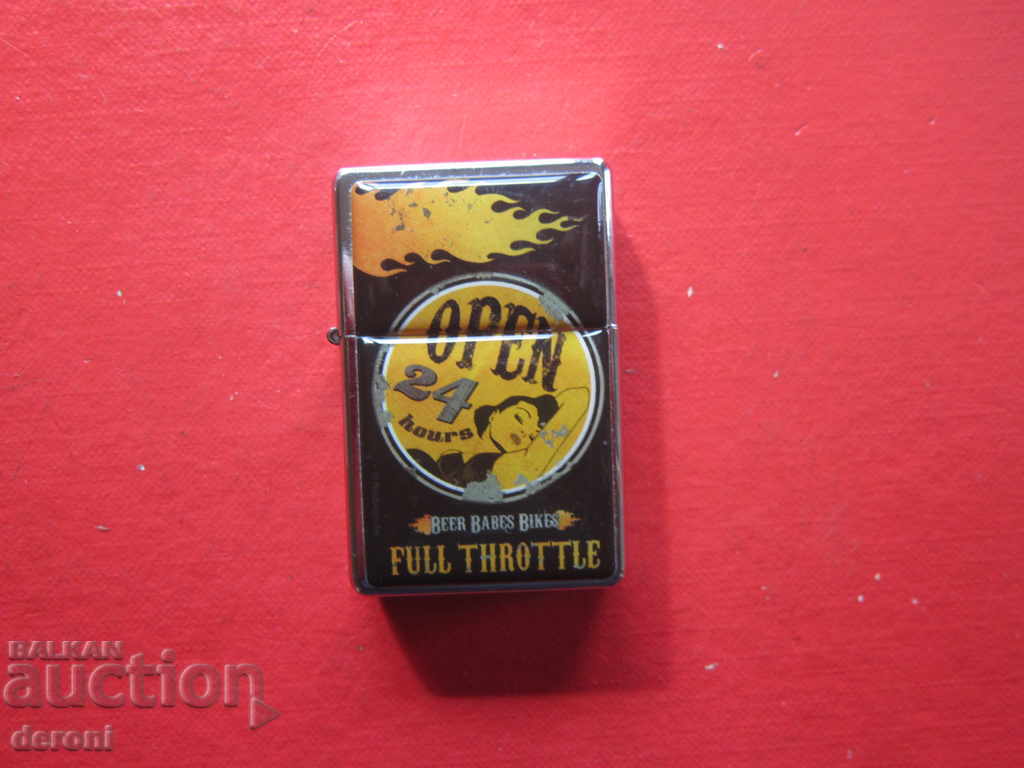 OPEN
24
hours
BEER BABES BIKES
FULL THROTTLE
BALKAN
auction
deroni